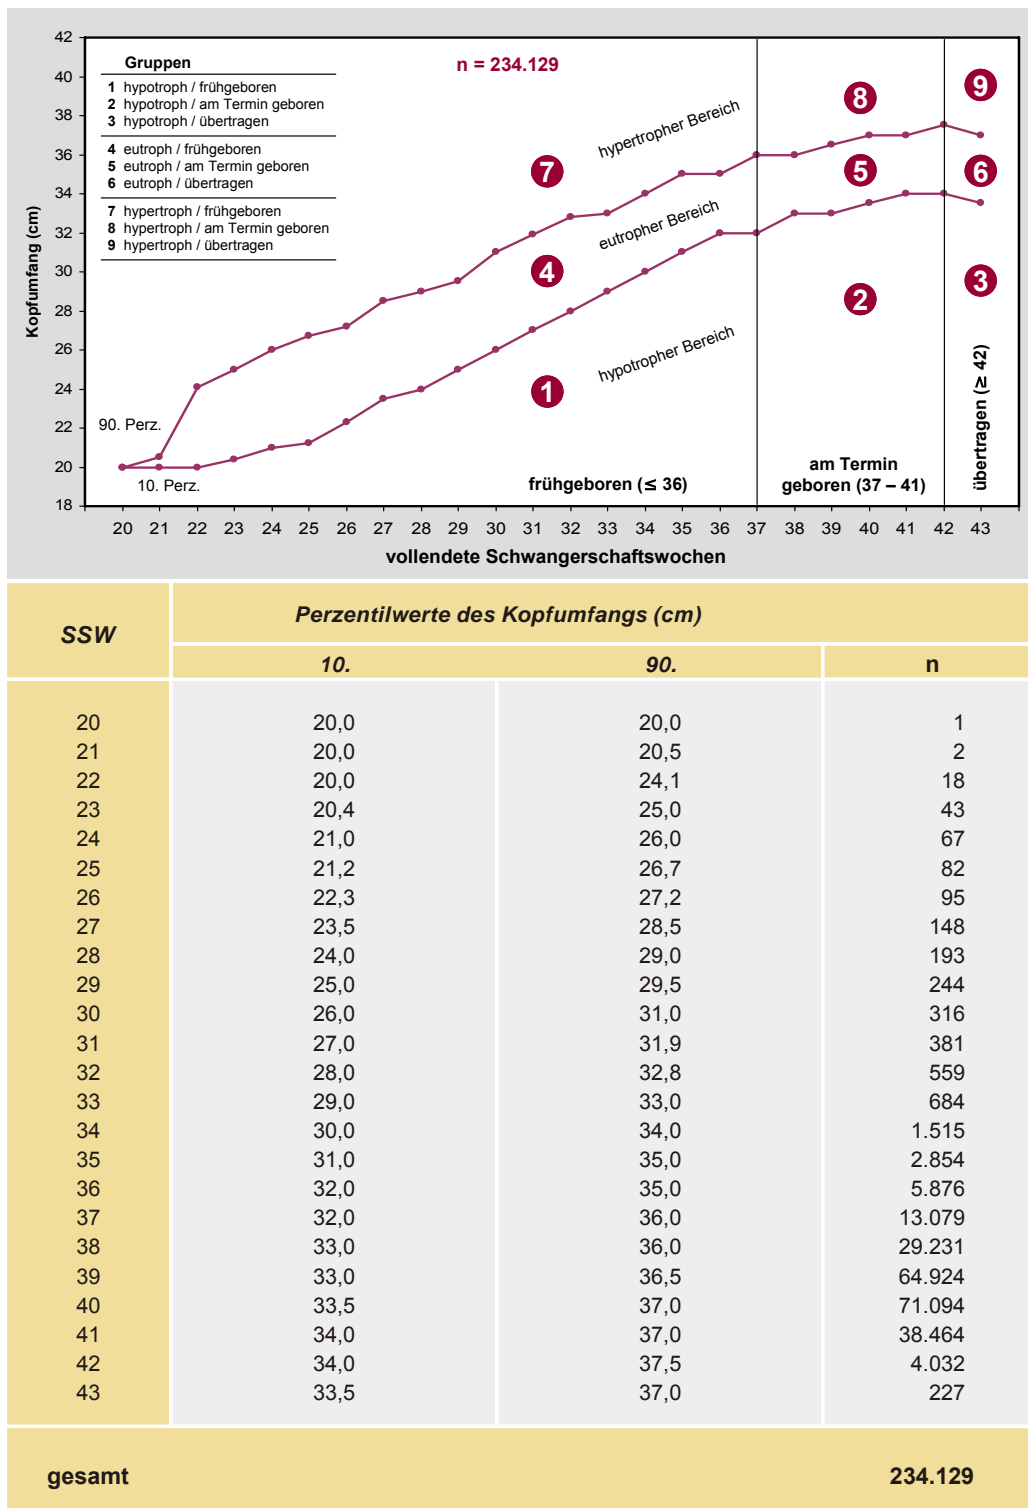 42
40
38
36
34
32
30
28
26
24
22
20
18
Kopfumfang (cm)
Gruppen
1 hypotroph / frühgeboren
2 hypotroph / am Termin geboren
3 hypotroph / übertragen
4 eutroph / frühgeboren
5 eutroph / am Termin geboren
6 eutroph / übertragen
7 hypertroph / frühgeboren
8 hypertroph / am Termin geboren
9 hypertroph / übertragen
n = 234.129
hypertropher Bereich
eutropher Bereich
hypotropher Bereich
7
4
1
8
5
2
9
6
3
90. Perz.
10. Perz.
frühgeboren (≤ 36)
am Termin
geboren (37 – 41)
übertragen (≥ 42)
20 21 22 23 24 25 26 27 28 29 30 31 32 33 34 35 36 37 38 39 40 41 42 43
vollendete Schwangerschaftswochen
SSW Perzentilwerte des Kopfumfangs (cm)
10. 90. n
20 20,0 20,0 1
21 20,0 20,5 2
22 20,0 24,1 18
23 20,4 25,0 43
24 21,0 26,0 67
25 21,2 26,7 82
26 22,3 27,2 95
27 23,5 28,5 148
28 24,0 29,0 193
29 25,0 29,5 244
30 26,0 31,0 316
31 27,0 31,9 381
32 28,0 32,8 559
33 29,0 33,0 684
34 30,0 34,0 1.515
35 31,0 35,0 2.854
36 32,0 35,0 5.876
37 32,0 36,0 13.079
38 33,0 36,0 29.231
39 33,0 36,5 64.924
40 33,5 37,0 71.094
41 34,0 37,0 38.464
42 34,0 37,5 4.032
43 33,5 37,0 227
gesamt 234.129